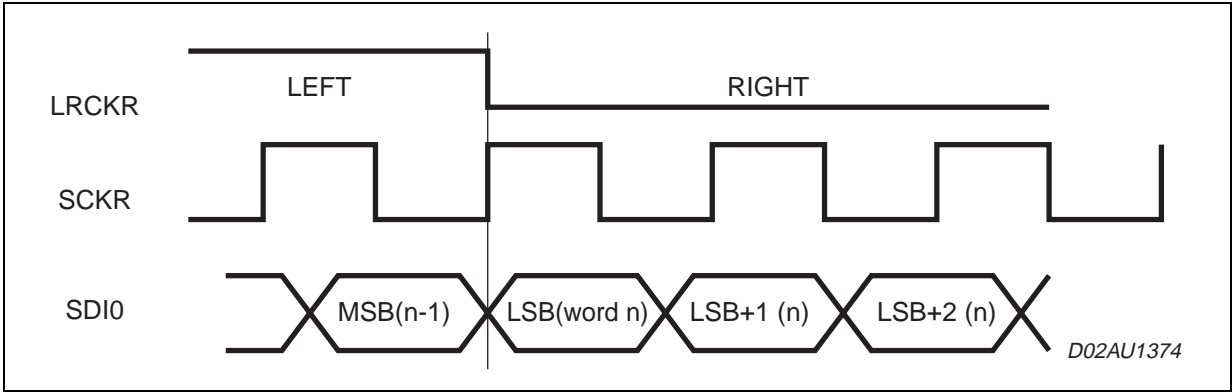 LEFT
RIGHT
LRCKR
SCKR
SDI0
MSB(n-1)
LSB(word n)
LSB+1 (n)
LSB+2 (n)
D02AU1374